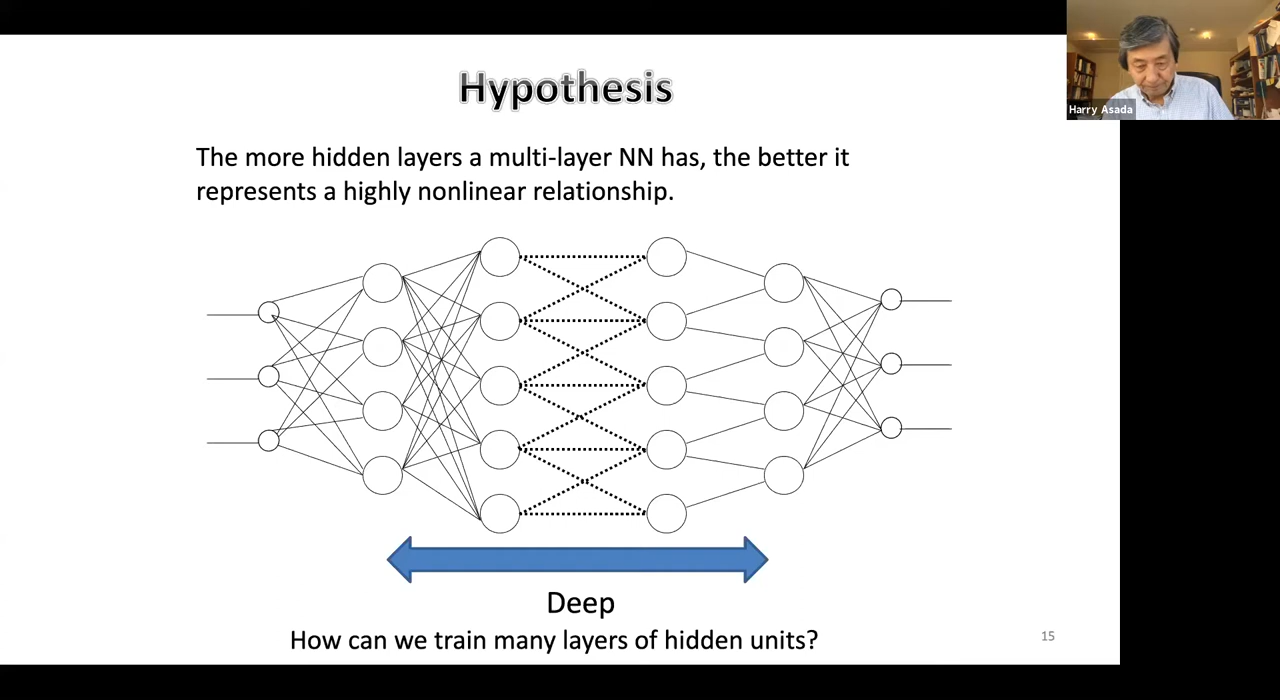 Hypothesis
Harry Asada
The more hidden layers a multi-layer NN has, the better it
represents a highly nonlinear relationship.
Deep
How can we train many layers of hidden units?
15